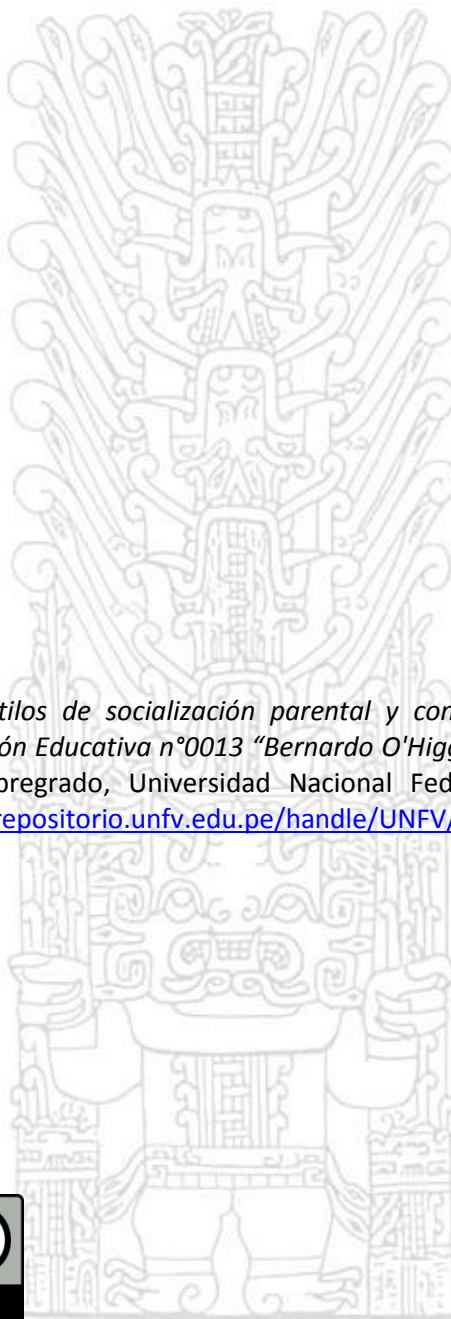 tilos de socialización parental y con
ón Educativa n°0013 “Bernardo O'Higg
pregrado, Universidad Nacional Fed
repositorio.unfv.edu.pe/handle/UNFV/